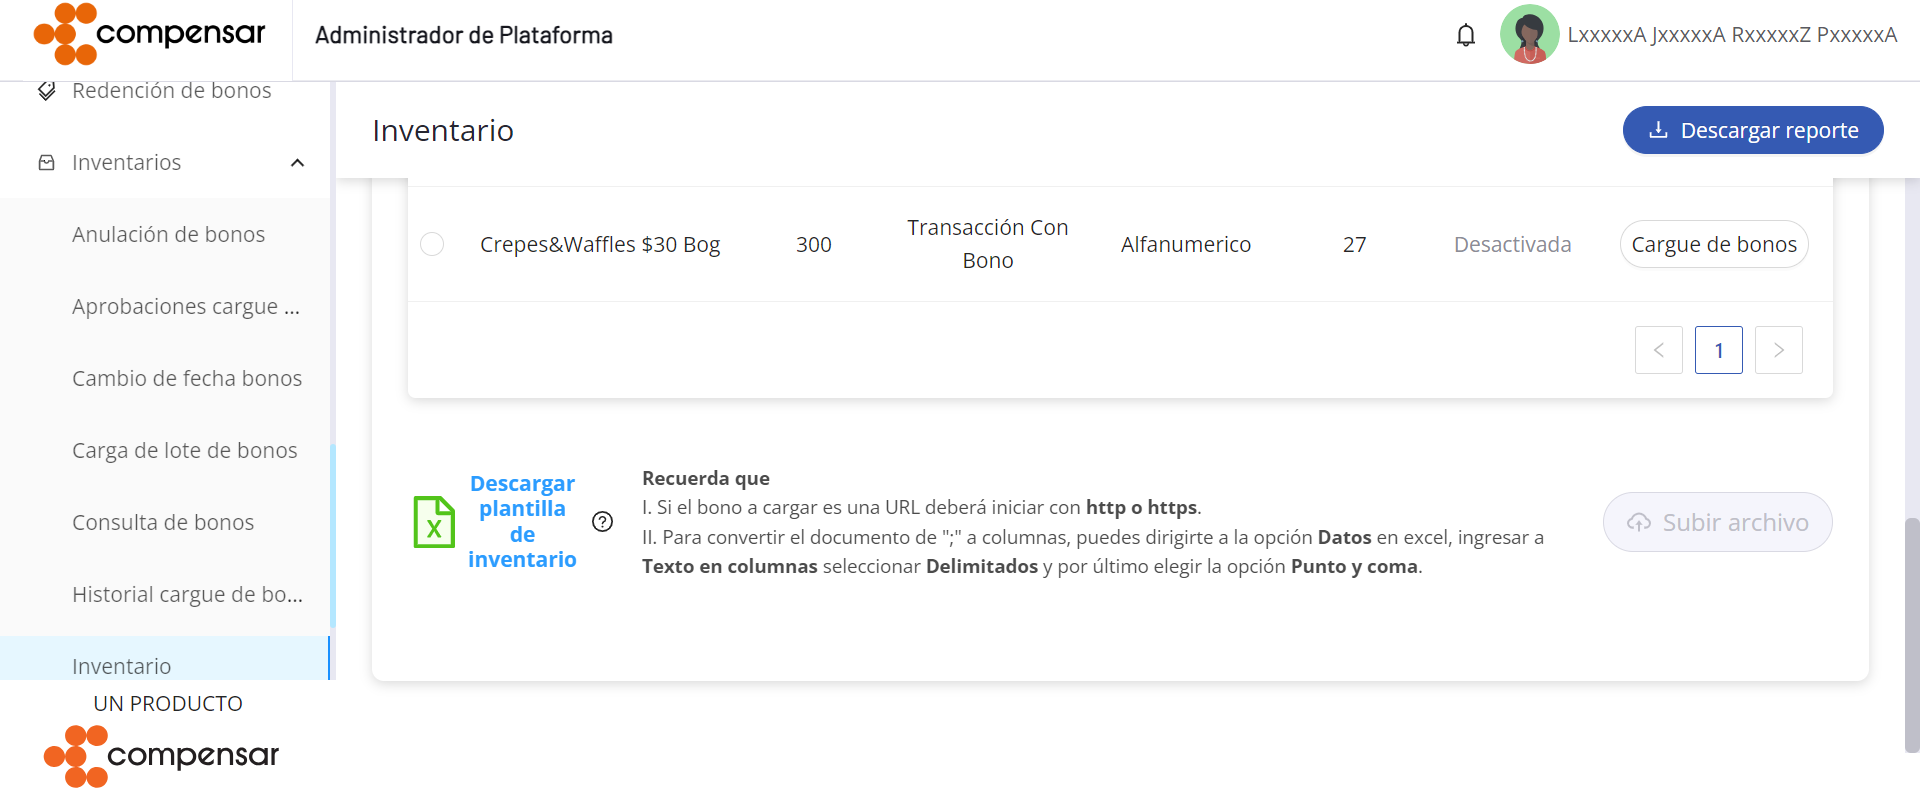 compensar
Administrador de Plataforma
LxxxxxA JxxxxxA RxxxxxZ PxxxxxA
Redención de bonos
Inventarios
Anulación de bonos
Aprobaciones cargue ...
Cambio de fecha bonos
Carga de lote de bonos
Consulta de bonos
Historial cargue de bo...
Inventario
UN PRODUCTO
compensar
Inventario
Descargar reporte
Crepes&Waffles $30 Bog
300
Transacción Con
Bono
Alfanumerico
27
Desactivada
Cargue de bonos
<
1
>
X
Descargar
plantilla
de
inventario
?
Recuerda que
I. Si el bono a cargar es una URL deberá iniciar con http o https.
II. Para convertir el documento de ";" a columnas, puedes dirigirte a la opción Datos en excel, ingresar a
Texto en columnas seleccionar Delimitados y por último elegir la opción Punto y coma.
Subir archivo